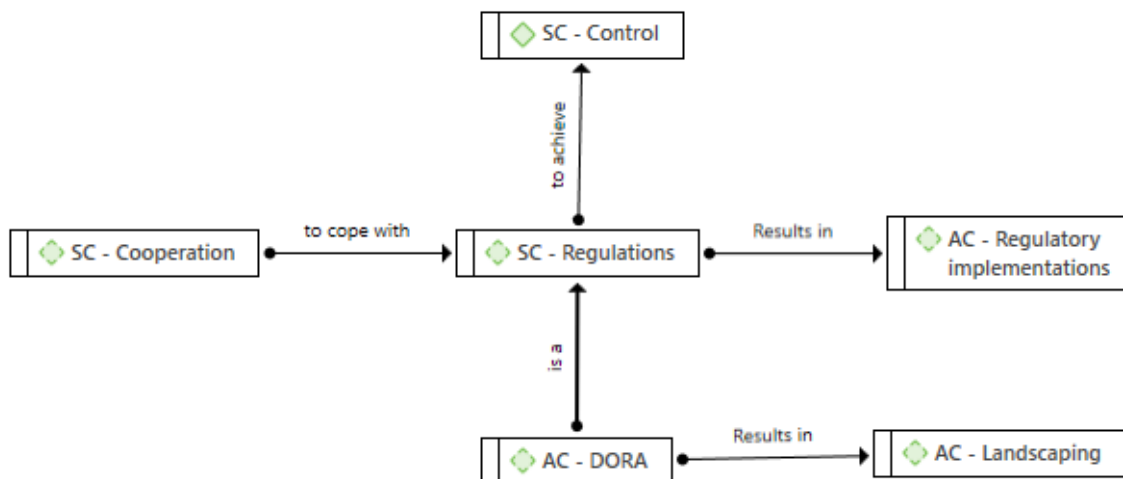 SC - Control
to achieve
to cope with
Results in
SC - Cooperation
SC - Regulations
AC - Regulatory
implementations
is a
Results in
AC - DORA
AC - Landscaping